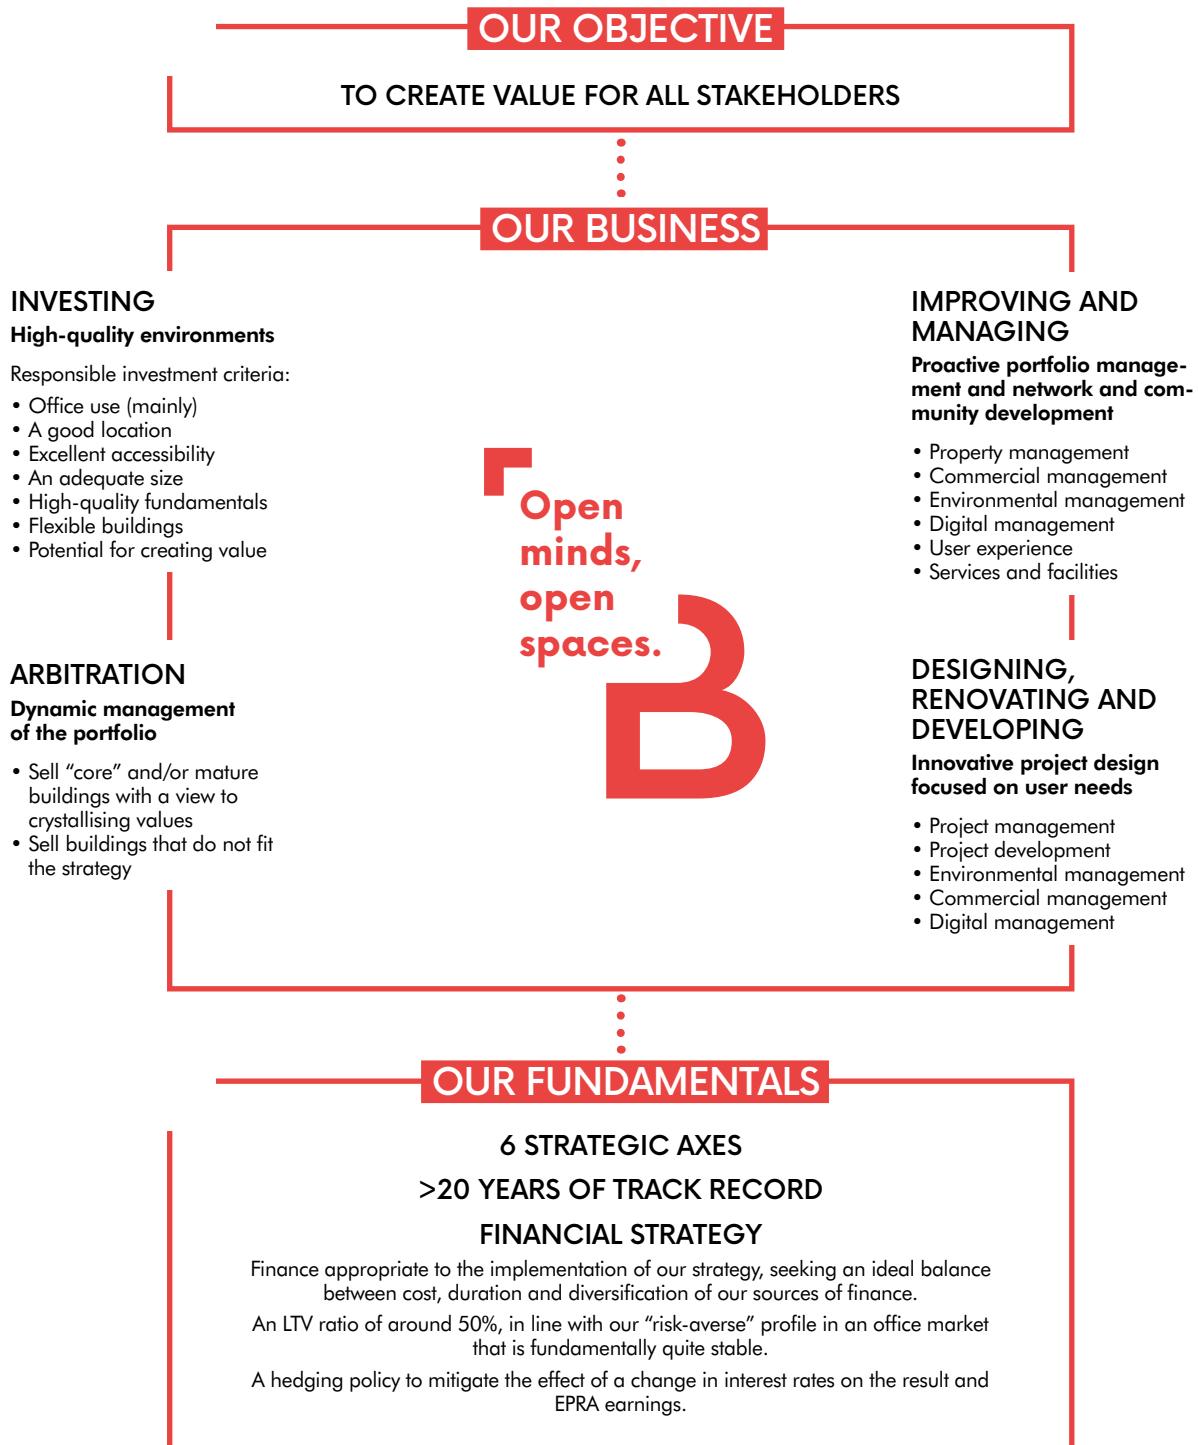 OUR OBJECTIVE
TO CREATE VALUE FOR ALL STAKEHOLDERS
OUR BUSINESS
INVESTING
High-quality environments
Responsible investment criteria:
• Office use (mainly)
• A good location
• Excellent accessibility
• An adequate size
• High-quality fundamentals
• Flexible buildings
• Potential for creating value
ARBITRATION
Dynamic management
of the portfolio
• Sell “core” and/or mature
buildings with a view to
crystallising values
• Sell buildings that do not fit
the strategy
Open
minds,
open
spaces.
B
IMPROVING AND
MANAGING
Proactive portfolio manage-
ment and network and com-
munity development
• Property management
• Commercial management
• Environmental management
• Digital management
• User experience
• Services and facilities
DESIGNING,
RENOVATING AND
DEVELOPING
Innovative project design
focused on user needs
• Project management
• Project development
• Environmental management
• Commercial management
• Digital management
OUR FUNDAMENTALS
6 STRATEGIC AXES
>20 YEARS OF TRACK RECORD
FINANCIAL STRATEGY
Finance appropriate to the implementation of our strategy, seeking an ideal balance
between cost, duration and diversification of our sources of finance.
An LTV ratio of around 50%, in line with our “risk-averse” profile in an office market
that is fundamentally quite stable.
A hedging policy to mitigate the effect of a change in interest rates on the result and
EPRA earnings.